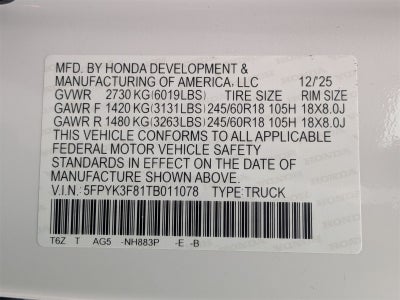 MFD. BY HONDA DEVELOPMENT &
MANUFACTURING OF AMERICA, LLC 12/'25
GVWR 2730 KG(6019LBS) TIRE SIZE RIM SIZE
GAWR F 1420 KG(3131LBS) 245/60R18 105H 18X8.0J
GAWR R 1480 KG(3263LBS) 245/60R18 105H 18X8.0J
THIS VEHICLE CONFORMS TO ALL APPLICABLE
FEDERAL MOTOR VEHICLE SAFETY
STANDARDS IN EFFECT ON THE DATE OF
MANUFACTURE SHOWN ABOVE.
V.I.N.: 5FPYK3F81TB011078 TYPE:TRUCK
T6Z T AG5 -NH883P -E -B